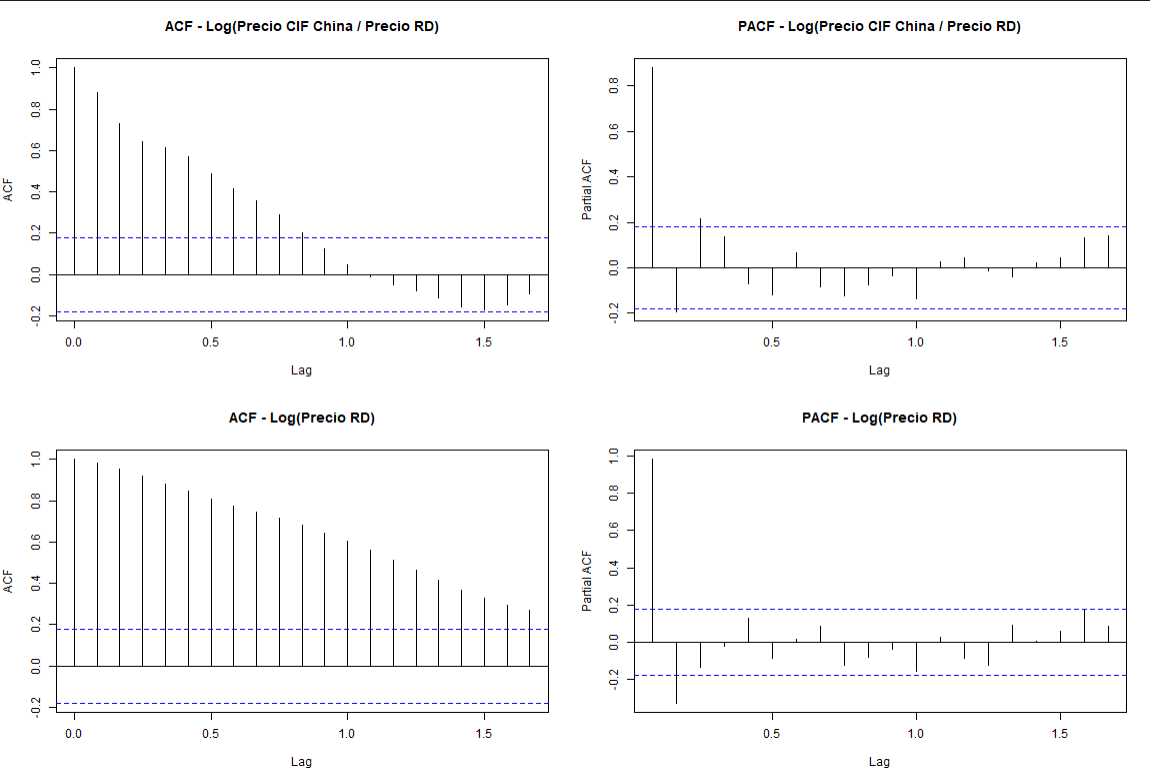 ACF - Log(Precio CIF China / Precio RD)
ACF
1.0
0.8
0.6
0.4
0.2
0.0
-0.2
0.0 0.5 1.0 1.5
Lag
PACF - Log(Precio CIF China / Precio RD)
Partial ACF
0.8
0.6
0.4
0.2
0.0
-0.2
0.5 1.0 1.5
Lag
ACF - Log(Precio RD)
ACF
1.0
0.8
0.6
0.4
0.2
0.0
-0.2
0.0 0.5 1.0 1.5
Lag
PACF - Log(Precio RD)
Partial ACF
1.0
0.8
0.6
0.4
0.2
0.0
-0.2
0.5 1.0 1.5
Lag